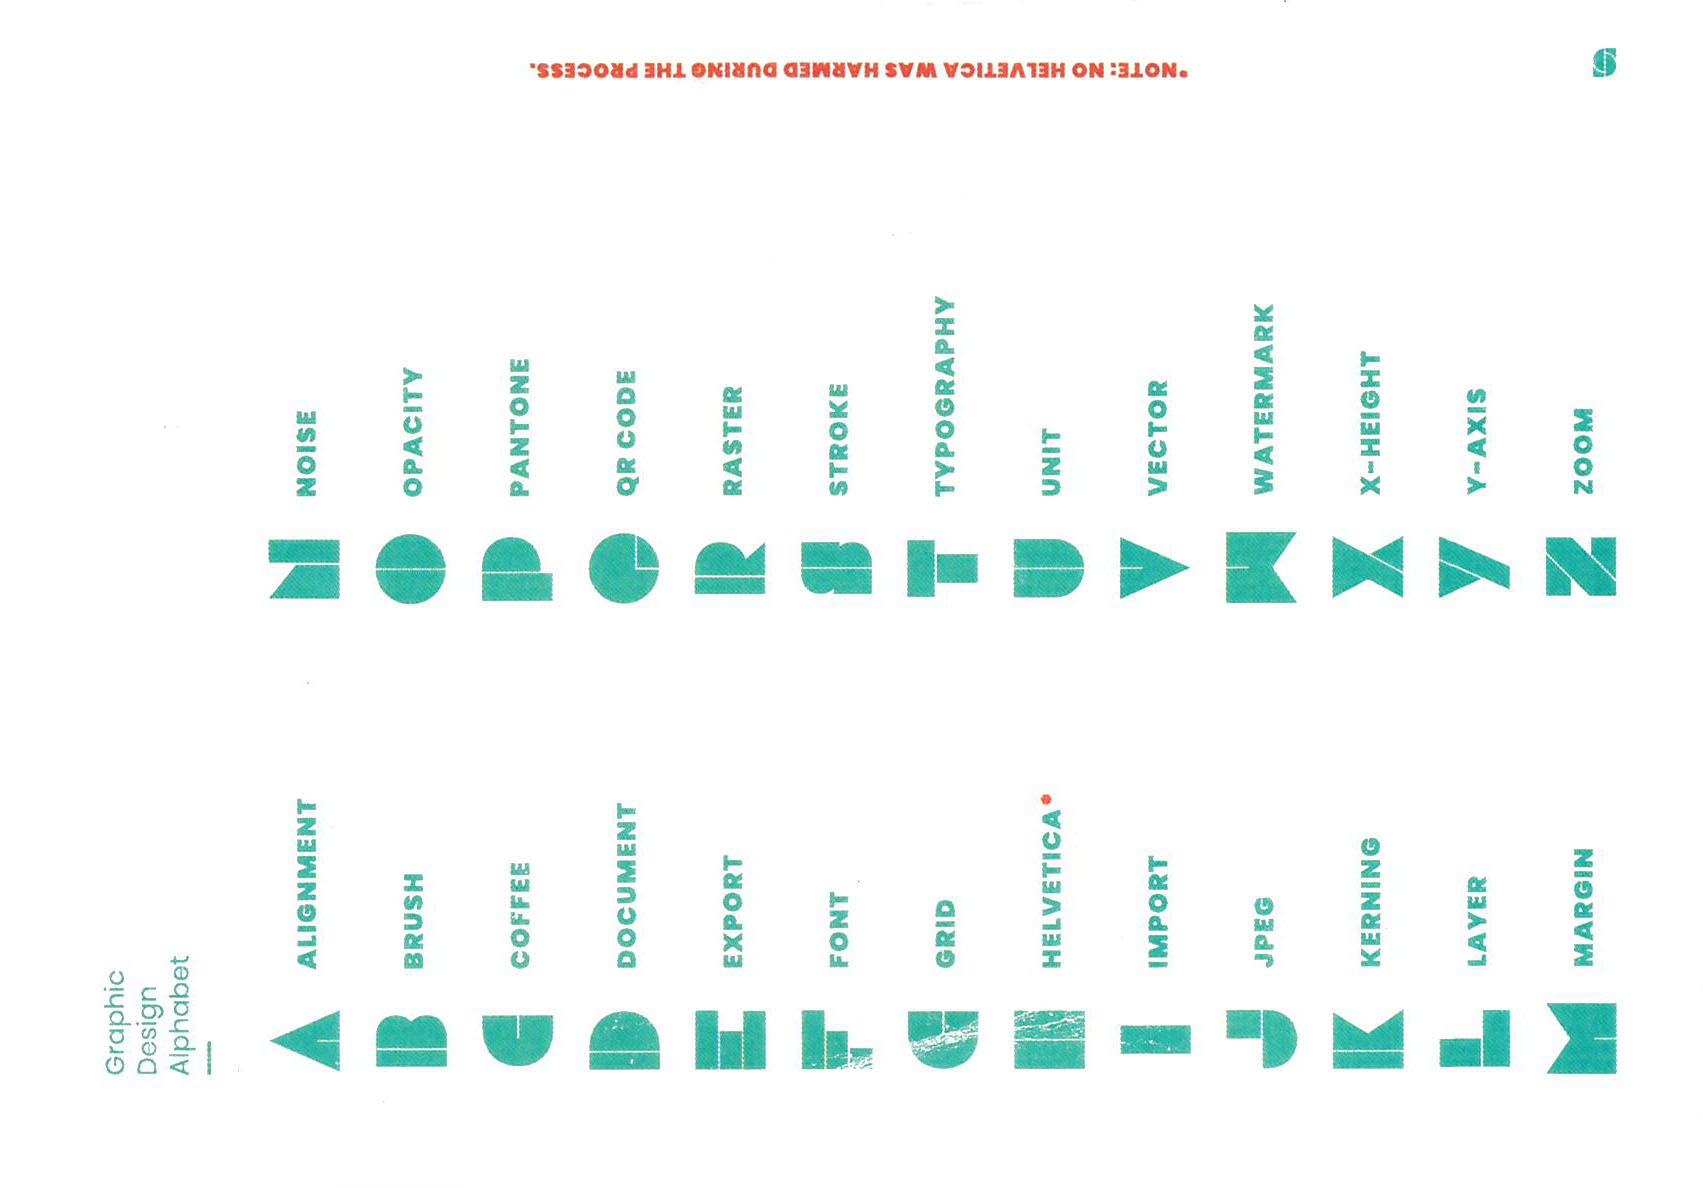 Graphic
Design
Alphabet
A ALIGNMENT
B BRUSH
C COFFEE
D DOCUMENT
E EXPORT
F FONT
G GRID
H HELVETICA*
I IMPORT
J JPEG
K KERNING
L LAYER
M MARGIN
N NOISE
O OPACITY
P PANTONE
Q QR CODE
R RASTER
S STROKE
T TYPOGRAPHY
U UNIT
V VECTOR
W WATERMARK
X X-HEIGHT
Y Y-AXIS
Z ZOOM
*NOTE: NO HELVETICA WAS HARMED DURING THE PROCESS.